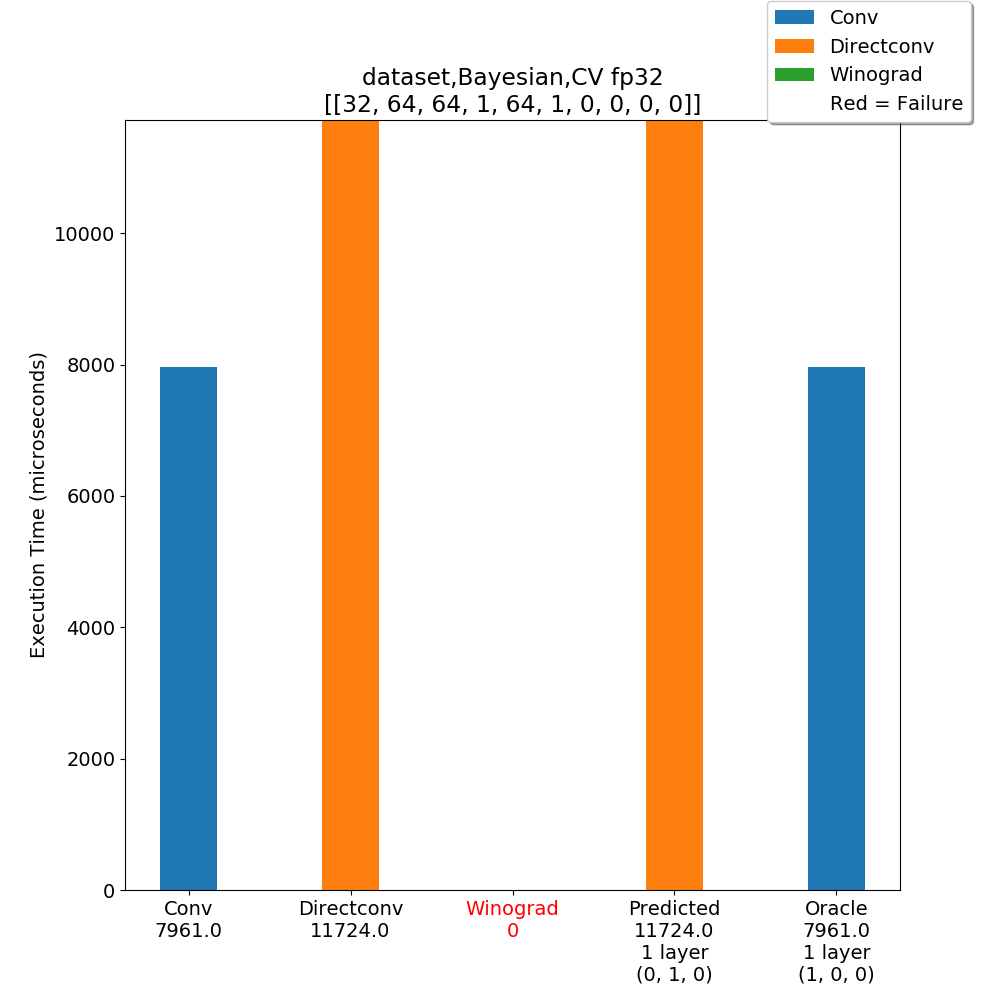 Conv
Directconv
Winograd
Red = Failure
dataset,Bayesian,CV fp32
[[32, 64, 64, 1, 64, 1, 0, 0, 0, 0]]
Execution Time (microseconds)
10000
8000
6000
4000
2000
0
Conv
7961.0
Directconv
11724.0
Winograd
0
Predicted
11724.0
1 layer
(0, 1, 0)
Oracle
7961.0
1 layer
(1, 0, 0)